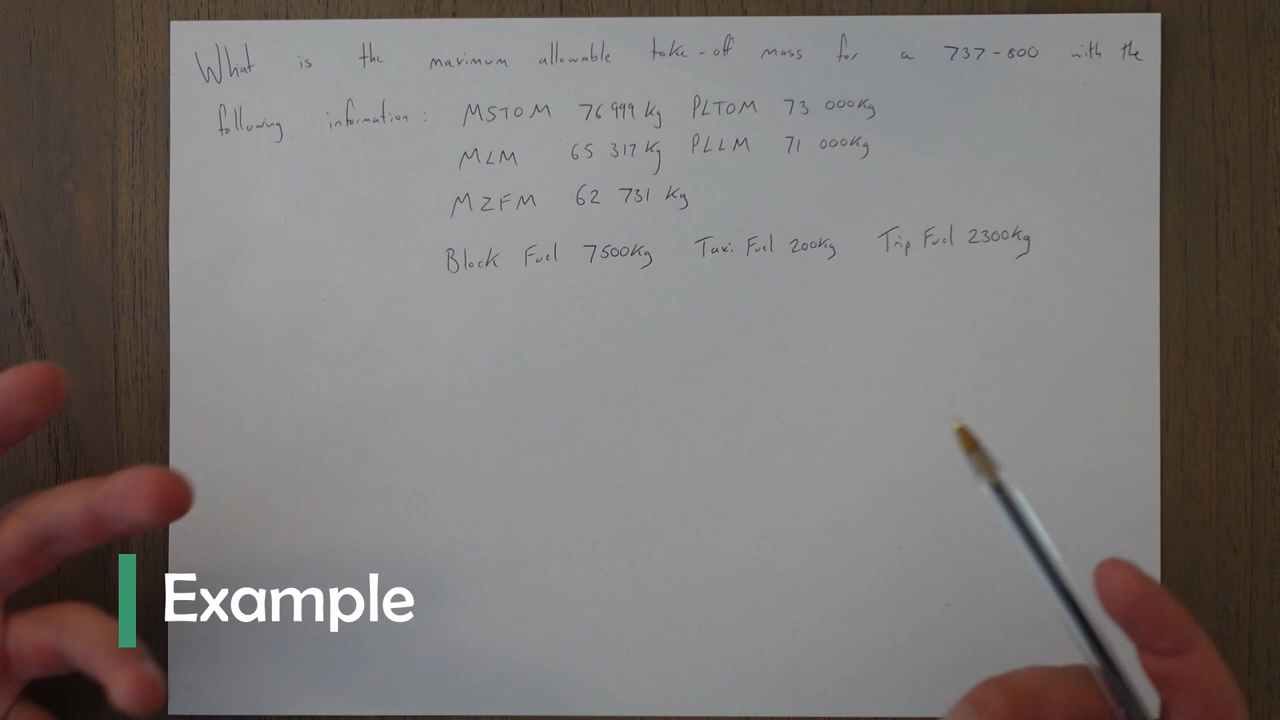 What is the maximum allowable take-off mass for a 737-800 with the
following information: MSTOM 76 999 Kg PLTOM 73 000Kg
MLM 65 317 Kg PLLM 71 000Kg
MZFM 62 731 Kg
Block Fuel 7500Kg Taxi Fuel 200Kg Trip Fuel 2300Kg
Example